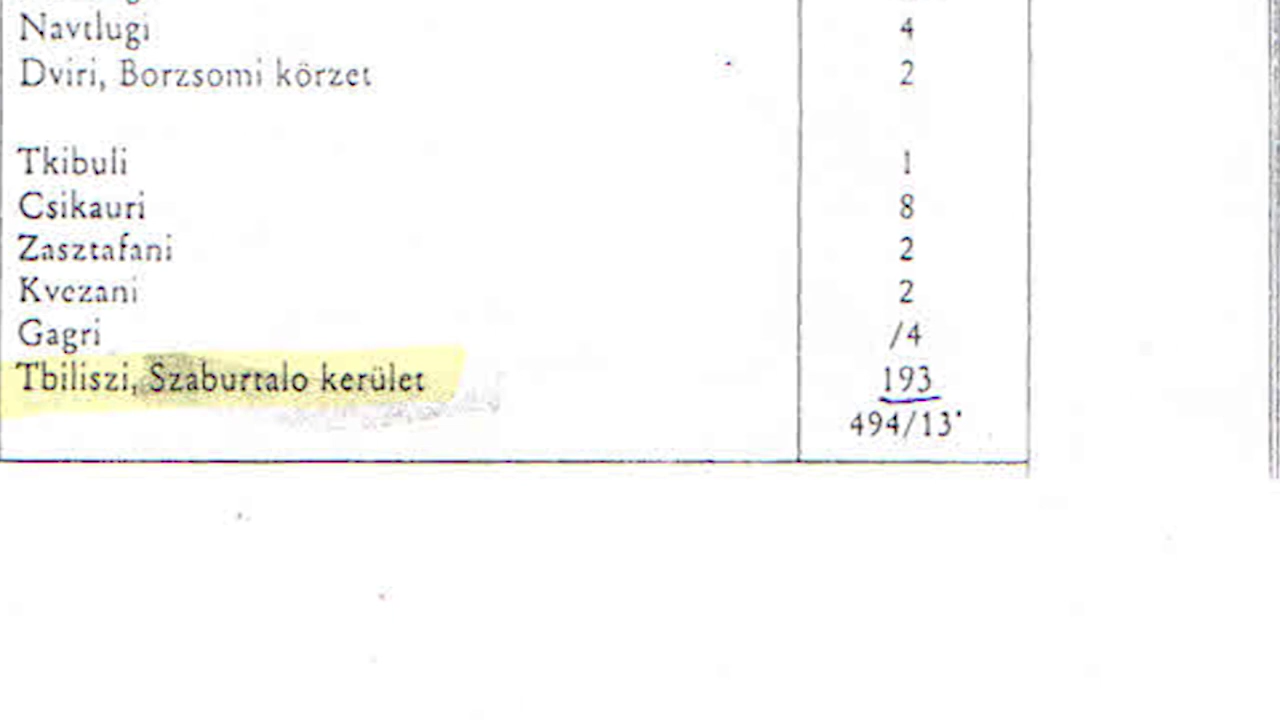 Navtlugi 4
Dviri, Borzsomi körzet 2
Tkibuli 1
Csikauri 8
Zasztafani 2
Kvezani 2
Gagri /4
Tbiliszi, Szaburtalo kerület 193
494/13*